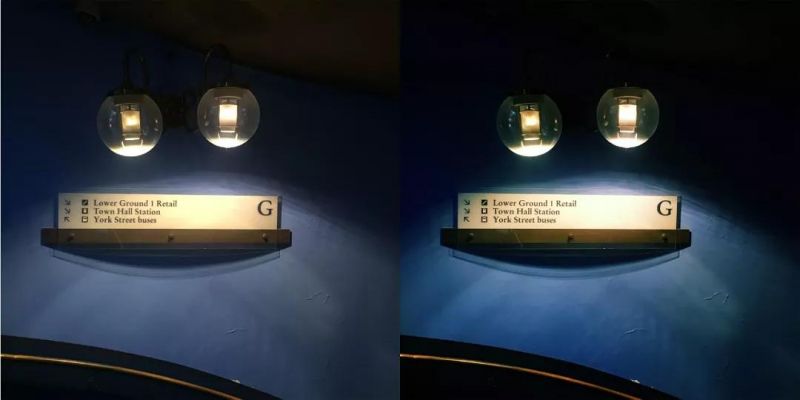 Lower Ground 1 Retail
Town Hall Station
York Street buses
G
Lower Ground 1 Retail
Town Hall Station
York Street buses
G